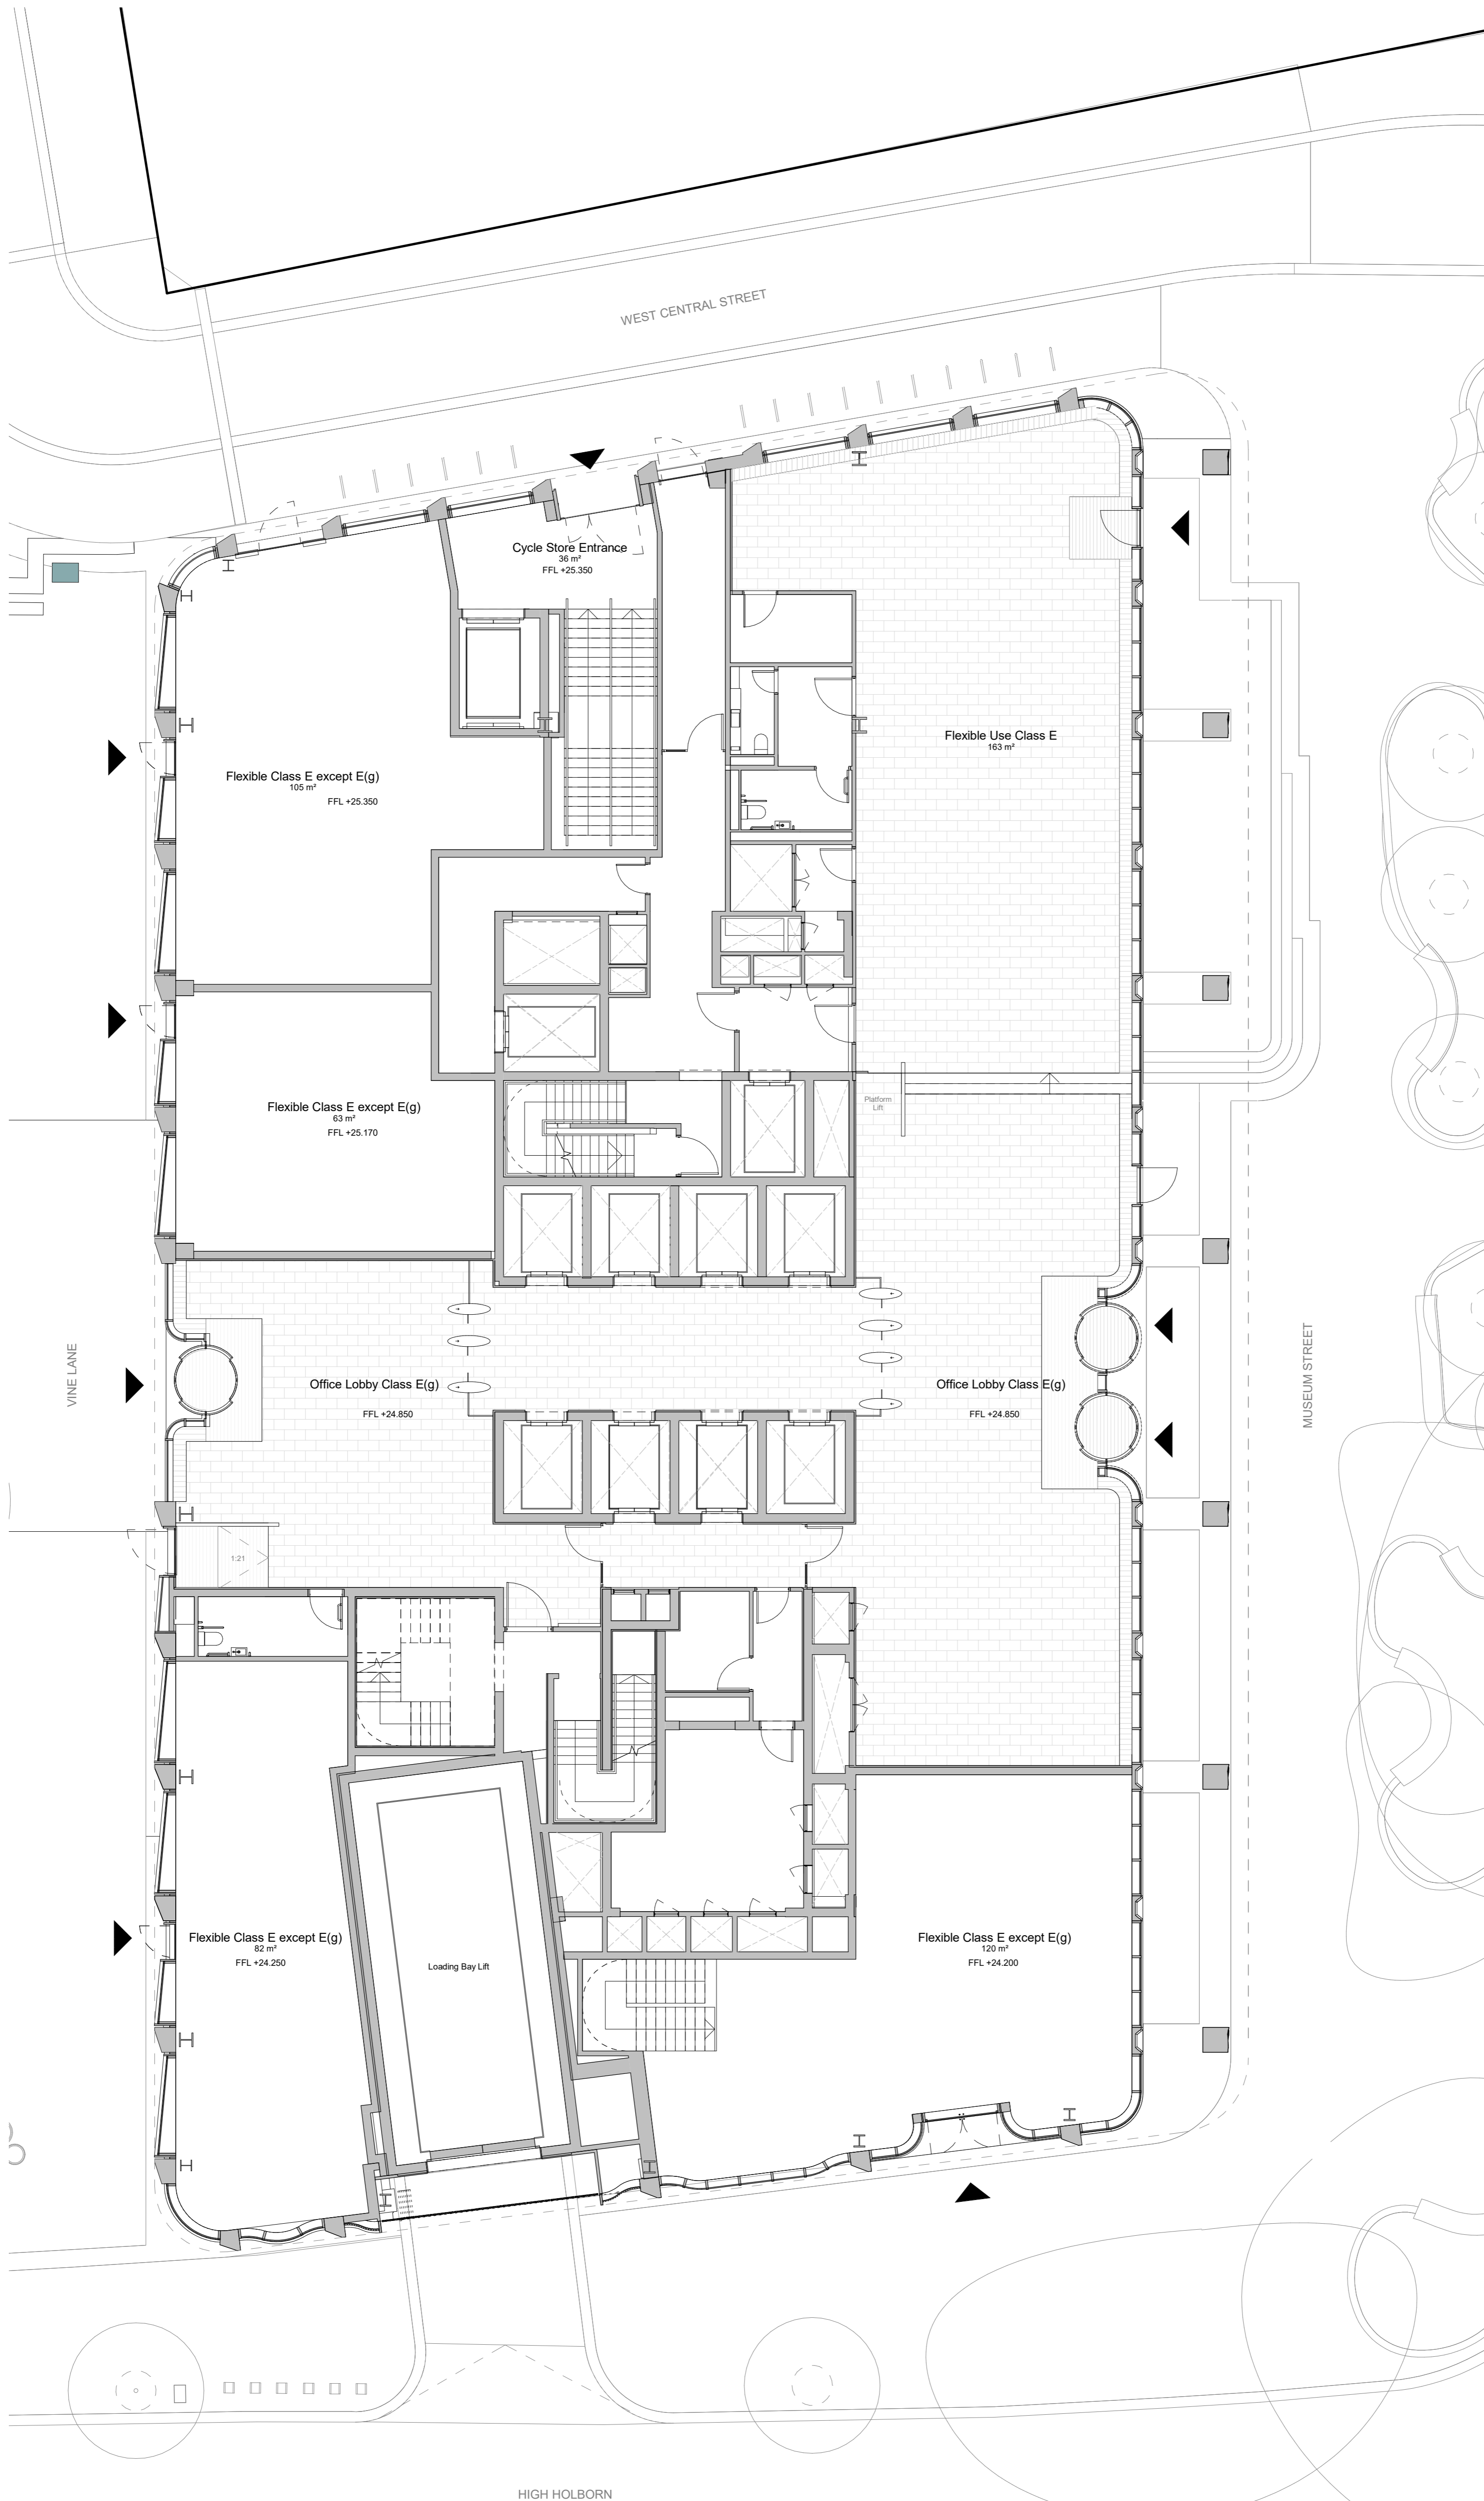 WEST CENTRAL STREET
Cycle Store Entrance
36 m²
FFL +25.350
Flexible Use Class E
163 m²
Flexible Class E except E(g)
105 m²
FFL +25.350
Platform
Lift
Flexible Class E except E(g)
63 m²
FFL +25.170
VINE LANE
Office Lobby Class E(g)
FFL +24.850
Office Lobby Class E(g)
FFL +24.850
MUSEUM STREET
1:21
Flexible Class E except E(g)
82 m²
FFL +24.250
Loading Bay Lift
Flexible Class E except E(g)
120 m²
FFL +24.200
HIGH HOLBORN